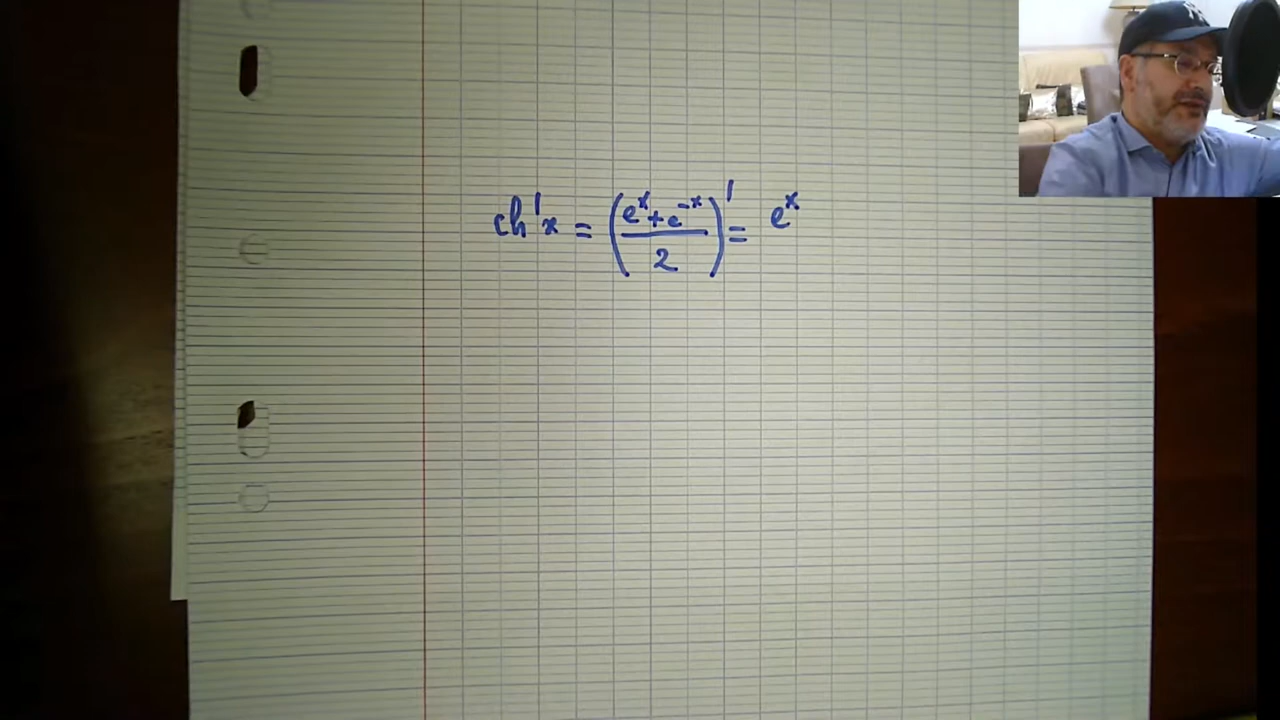 ch'x = (e^x + e^-x / 2)' = e^x